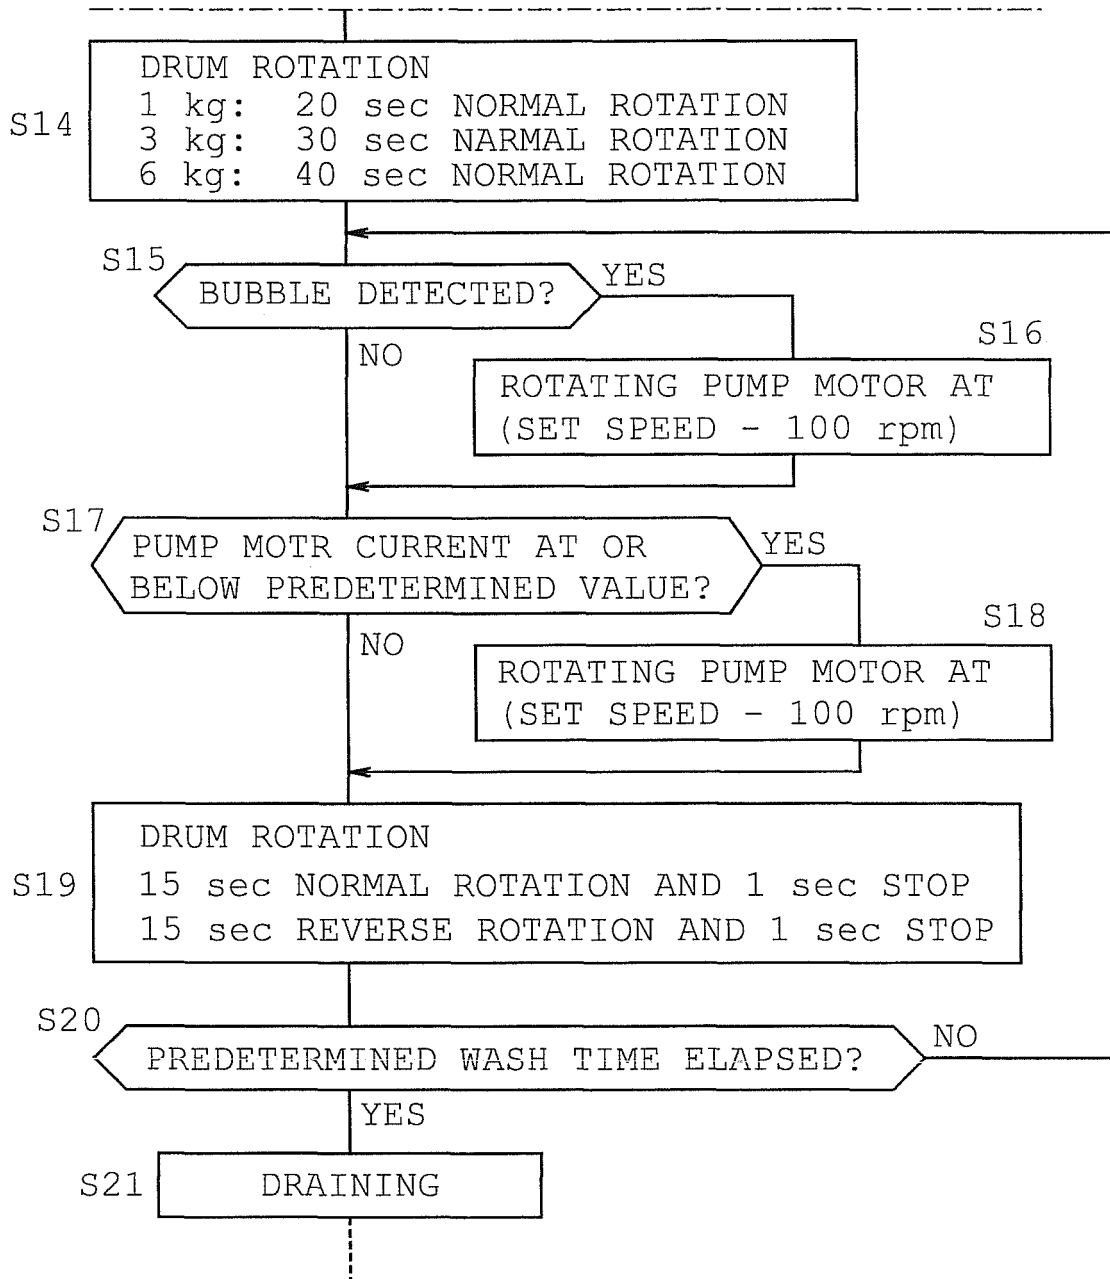 DRUM ROTATION
S14
1 kg: 20 sec NORMAL ROTATION
3 kg: 30 sec NARMAL ROTATION
6 kg: 40 sec NORMAL ROTATION
S15
BUBBLE DETECTED?
YES
NO
S16
ROTATING PUMP MOTOR AT
(SET SPEED - 100 rpm)
S17
PUMP MOTR CURRENT AT OR
BELOW PREDETERMINED VALUE?
YES
NO
S18
ROTATING PUMP MOTOR AT
(SET SPEED - 100 rpm)
DRUM ROTATION
S19
15 sec NORMAL ROTATION AND 1 sec STOP
15 sec REVERSE ROTATION AND 1 sec STOP
S20
PREDETERMINED WASH TIME ELAPSED?
NO
YES
S21
DRAINING